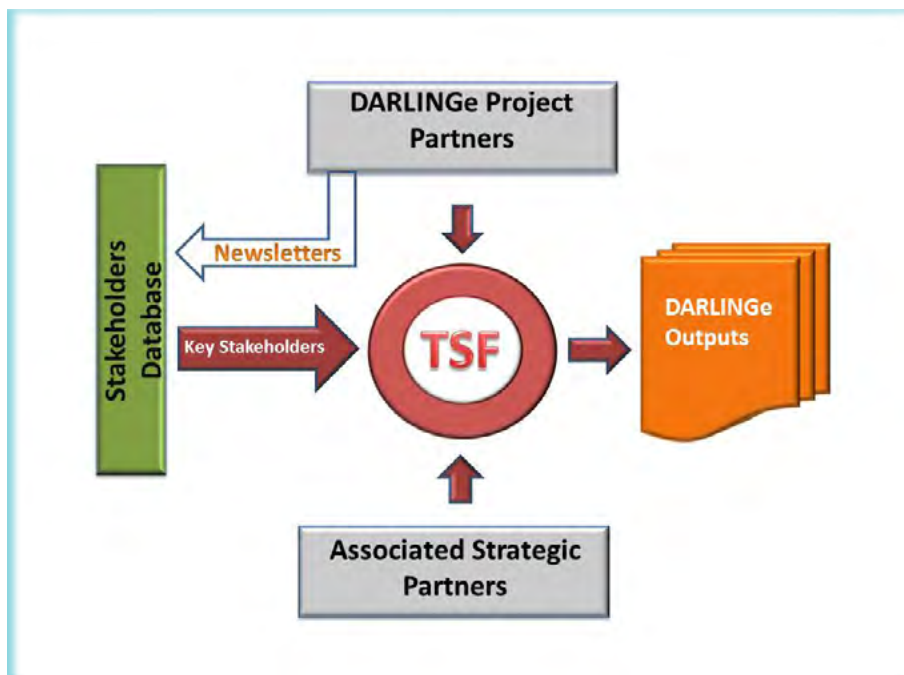 DARLINGe Project
Partners
Newsletters
Stakeholders
Database
Key Stakeholders
TSF
DARLINGe
Outputs
Associated Strategic
Partners